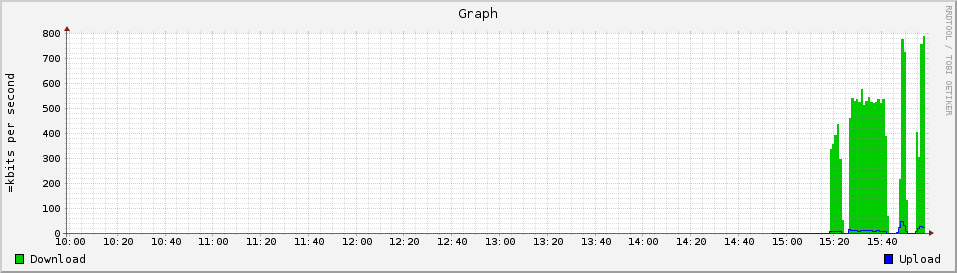 Graph
RRDTOOL / TOBI OETIKER
=kbits per second
800
700
600
500
400
300
200
100
0
10:00 10:20 10:40 11:00 11:20 11:40 12:00 12:20 12:40 13:00 13:20 13:40 14:00 14:20 14:40 15:00 15:20 15:40
Download Upload